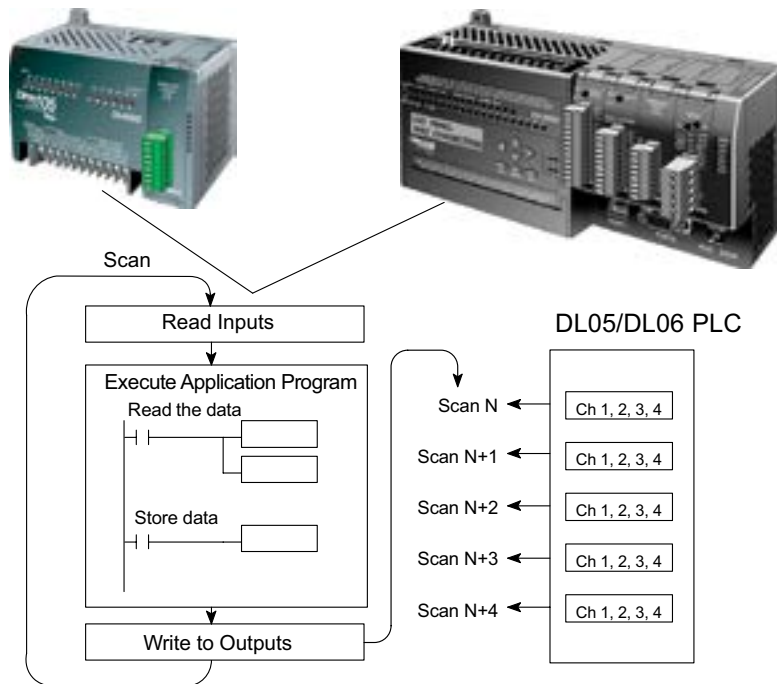 Scan
Read Inputs
Execute Application Program
Read the data
Store data
Write to Outputs
DL05/DL06 PLC
Scan N
Ch 1, 2, 3, 4
Scan N+1
Ch 1, 2, 3, 4
Scan N+2
Ch 1, 2, 3, 4
Scan N+3
Ch 1, 2, 3, 4
Scan N+4
Ch 1, 2, 3, 4